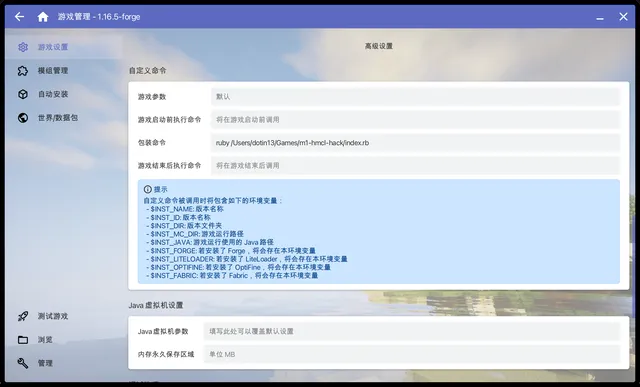 游戏管理 - 1.16.5-forge
游戏设置
模组管理
自动安装
世界/数据包
测试游戏
浏览
管理
高级设置
自定义命令
游戏参数
默认
游戏启动前执行命令
将在游戏启动前调用
包装命令
ruby /Users/dotin13/Games/m1-hmcl-hack/index.rb
游戏结束后执行命令
将在游戏结束后调用
提示
自定义命令被调用时将包含如下的环境变量：
- $INST_NAME: 版本名称
- $INST_ID: 版本名称
- $INST_DIR: 版本文件夹
- $INST_MC_DIR: 游戏运行路径
- $INST_JAVA: 游戏运行使用的 Java 路径
- $INST_FORGE: 若安装了 Forge，将会存在本环境变量
- $INST_LITELOADER: 若安装了 LiteLoader，将会存在本环境变量
- $INST_OPTIFINE: 若安装了 OptiFine，将会存在本环境变量
- $INST_FABRIC: 若安装了 Fabric，将会存在本环境变量
Java 虚拟机设置
Java 虚拟机参数
填写此处可以覆盖默认设置
内存永久保存区域
单位 MB